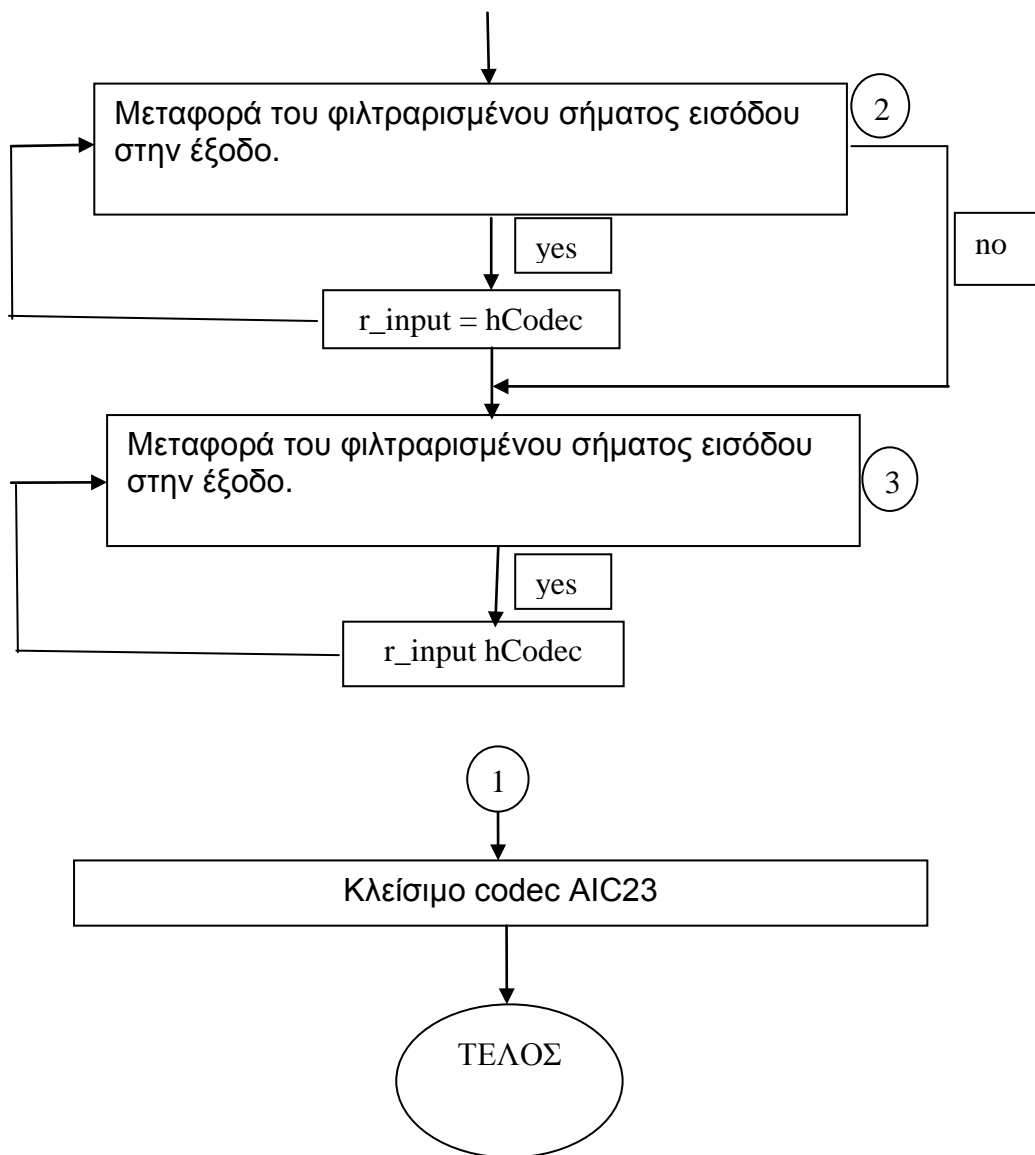 Μεταφορά του φιλτραρισμένου σήματος εισόδου
στην έξοδο.
2
yes
no
r_input = hCodec
Μεταφορά του φιλτραρισμένου σήματος εισόδου
στην έξοδο.
3
yes
r_input hCodec
1
Κλείσιμο codec AIC23
ΤΕΛΟΣ